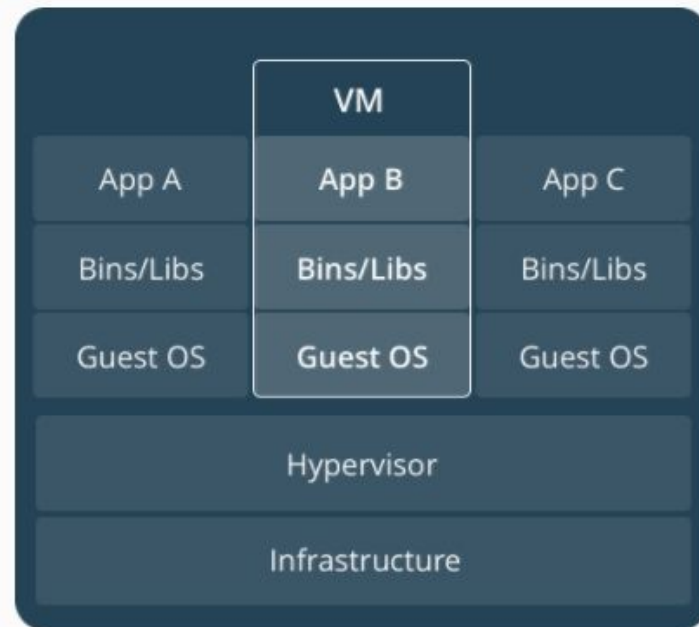 VM
App A App B App C
Bins/Libs Bins/Libs Bins/Libs
Guest OS Guest OS Guest OS
Hypervisor
Infrastructure